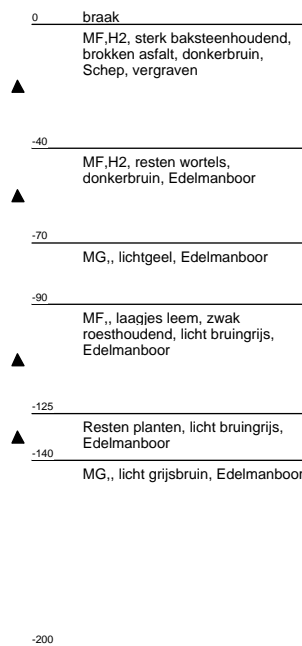 0 braak
MF,H2, sterk baksteenhoudend,
brokken asfalt, donkerbruin,
Schep, vergraven
-40
MF,H2, resten wortels,
donkerbruin, Edelmanboor
-70
MG,, lichtgeel, Edelmanboor
-90
MF,, laagjes leem, zwak
roesthoudend, licht bruingrijs,
Edelmanboor
-125
Resten planten, licht bruingrijs,
Edelmanboor
-140
MG,, licht grijsbruin, Edelmanboor
-200